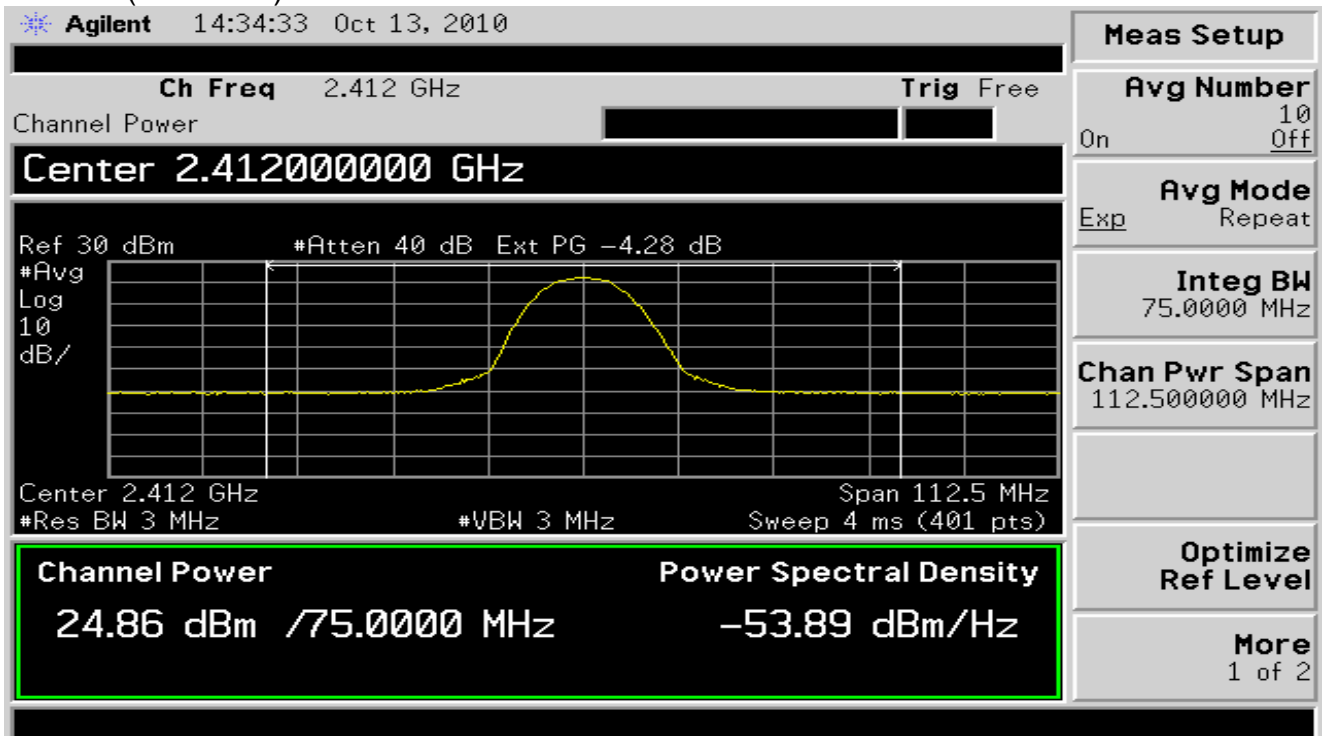 Agilent 14:34:33 Oct 13, 2010
Ch Freq 2.412 GHz Trig Free
Channel Power
Center 2.412000000 GHz
Ref 30 dBm #Atten 40 dB Ext PG –4.28 dB
#Avg
Log
10
dB/
Center 2.412 GHz Span 112.5 MHz
#Res BW 3 MHz #VBW 3 MHz Sweep 4 ms (401 pts)
Channel Power Power Spectral Density
24.86 dBm /75.0000 MHz –53.89 dBm/Hz
Meas Setup
Avg Number
10
On Off
Avg Mode
Exp Repeat
Integ BW
75.0000 MHz
Chan Pwr Span
112.500000 MHz
Optimize
Ref Level
More
1 of 2